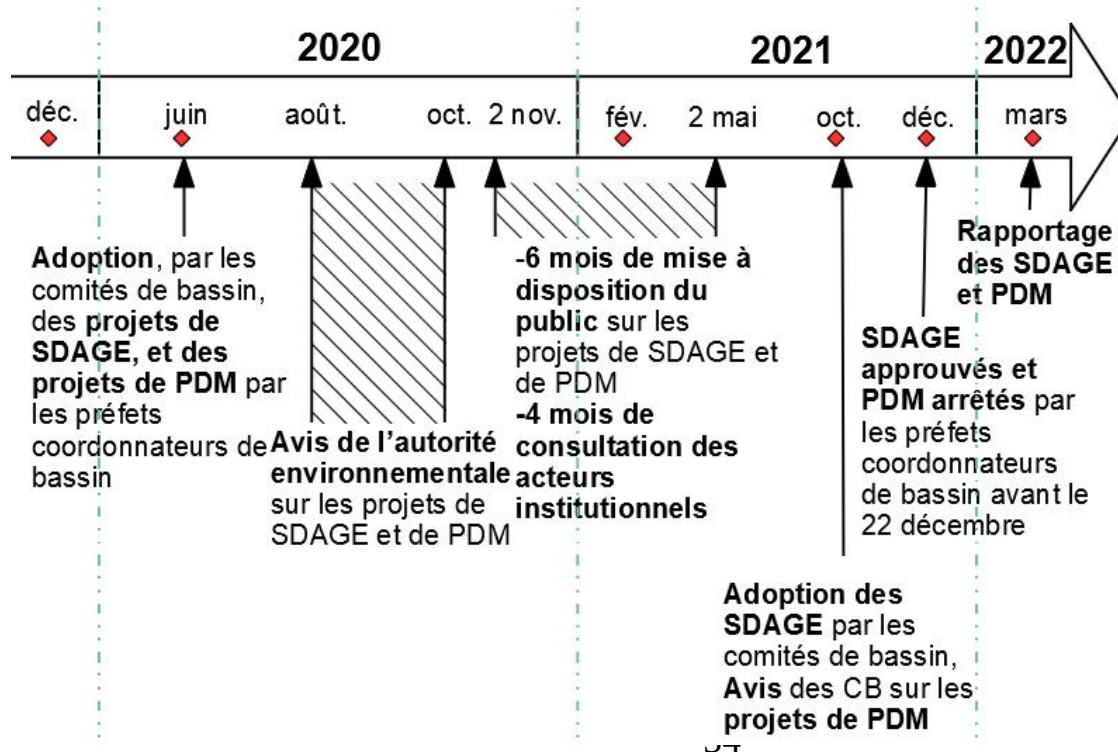 2020
2021
2022
déc.
juin
août.
oct.
2 nov.
fév.
2 mai
oct.
déc.
mars
Adoption, par les
comités de bassin,
des projets de
SDAGE, et des
projets de PDM par
les préfets
coordonnateurs de
bassin
Avis de l'autorité
environnementale
sur les projets de
SDAGE et de PDM
-6 mois de mise à
disposition du
public sur les
projets de SDAGE et
de PDM
-4 mois de
consultation des
acteurs
institutionnels
Adoption des
SDAGE par les
comités de bassin,
Avis des CB sur les
projets de PDM
SDAGE
approuvés et
PDM arrêtés par
les préfets
coordonnateurs
de bassin avant le
22 décembre
Rapportage
des SDAGE
et PDM